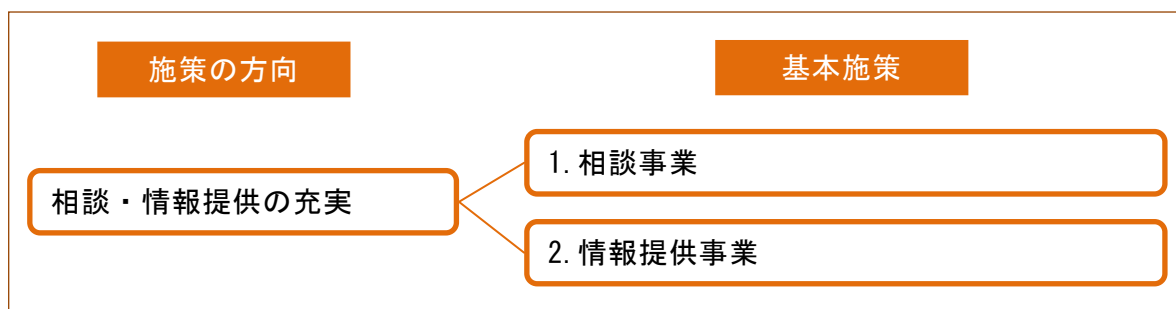 施策の方向
基本施策
相談・情報提供の充実
1.相談事業
2.情報提供事業